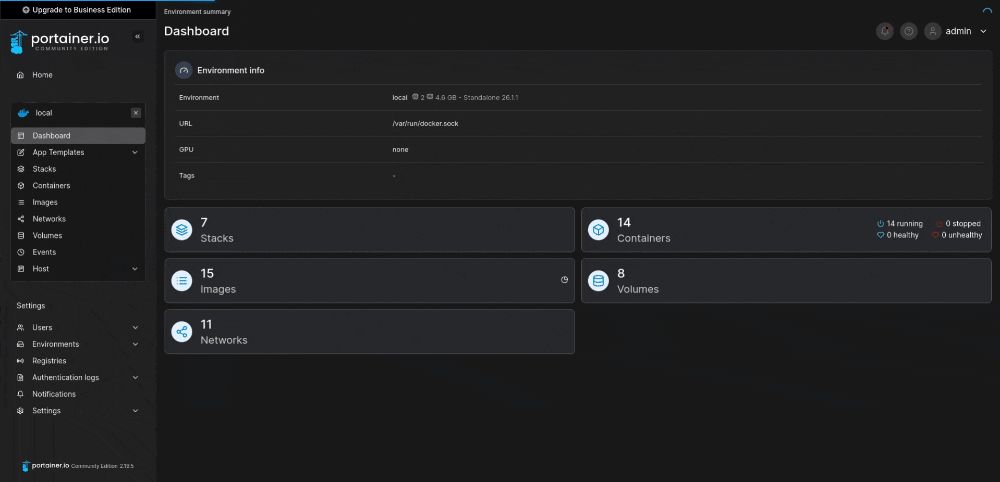 Upgrade to Business Edition
portainer.io
COMMUNITY EDITION
Home
local
Dashboard
App Templates
Stacks
Containers
Images
Networks
Volumes
Events
Host
Settings
Users
Environments
Registries
Authentication logs
Notifications
Settings
portainer.io Community Edition 2.19.5
Environment summary
Dashboard
admin
Environment info
Environment local 2 4.6 GB - Standalone 26.1.1
URL /var/run/docker.sock
GPU none
Tags -
7
Stacks
14
Containers
14 running 0 stopped
0 healthy 0 unhealthy
15
Images
8
Volumes
11
Networks